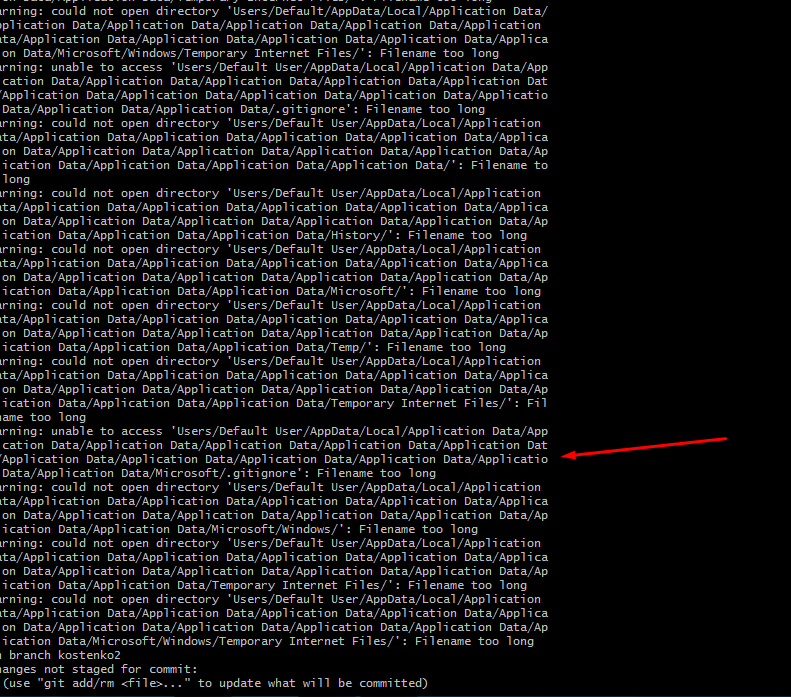 arning: could not open directory 'Users/Default/AppData/Local/Application Data/
pplication Data/Application Data/Application Data/Application Data/Application
ata/Application Data/Application Data/Application Data/Application Data/Applica
on Data/Microsoft/Windows/Temporary Internet Files/': Filename too long
arning: unable to access 'Users/Default User/AppData/Local/Application Data/App
ication Data/Application Data/Application Data/Application Data/Application Dat
/Application Data/Application Data/Application Data/Application Data/Applicatio
Data/Application Data/Application Data/.gitignore': Filename too long
arning: could not open directory 'Users/Default User/AppData/Local/Application
ata/Application Data/Application Data/Application Data/Application Data/Applica
on Data/Application Data/Application Data/Application Data/Application Data/Ap
ication Data/Application Data/Application Data/Application Data/': Filename to
long
arning: could not open directory 'Users/Default User/AppData/Local/Application
ata/Application Data/Application Data/Application Data/Application Data/Applica
on Data/Application Data/Application Data/Application Data/Application Data/Ap
ication Data/Application Data/Application Data/History/': Filename too long
arning: could not open directory 'Users/Default User/AppData/Local/Application
ata/Application Data/Application Data/Application Data/Application Data/Applica
on Data/Application Data/Application Data/Application Data/Application Data/Ap
ication Data/Application Data/Application Data/Microsoft/': Filename too long
arning: could not open directory 'Users/Default User/AppData/Local/Application
ata/Application Data/Application Data/Application Data/Application Data/Applica
on Data/Application Data/Application Data/Application Data/Application Data/Ap
ication Data/Application Data/Application Data/Temp/': Filename too long
arning: could not open directory 'Users/Default User/AppData/Local/Application
ata/Application Data/Application Data/Application Data/Application Data/Applica
on Data/Application Data/Application Data/Application Data/Application Data/Ap
ication Data/Application Data/Application Data/Temporary Internet Files/': Fil
name too long
arning: unable to access 'Users/Default User/AppData/Local/Application Data/App
ication Data/Application Data/Application Data/Application Data/Application Dat
/Application Data/Application Data/Application Data/Application Data/Applicatio
Data/Application Data/Microsoft/.gitignore': Filename too long
arning: could not open directory 'Users/Default User/AppData/Local/Application
ata/Application Data/Application Data/Application Data/Application Data/Applica
on Data/Application Data/Application Data/Application Data/Application Data/Ap
ication Data/Application Data/Microsoft/Windows/': Filename too long
arning: could not open directory 'Users/Default User/AppData/Local/Application
ata/Application Data/Application Data/Application Data/Application Data/Applica
on Data/Application Data/Application Data/Application Data/Application Data/Ap
ication Data/Application Data/Temporary Internet Files/': Filename too long
arning: could not open directory 'Users/Default User/AppData/Local/Application
ata/Application Data/Application Data/Application Data/Application Data/Applica
on Data/Application Data/Application Data/Application Data/Application Data/Ap
ication Data/Microsoft/Windows/Temporary Internet Files/': Filename too long
n branch kostenko2
hanges not staged for commit:
(use "git add/rm <file>..." to update what will be committed)